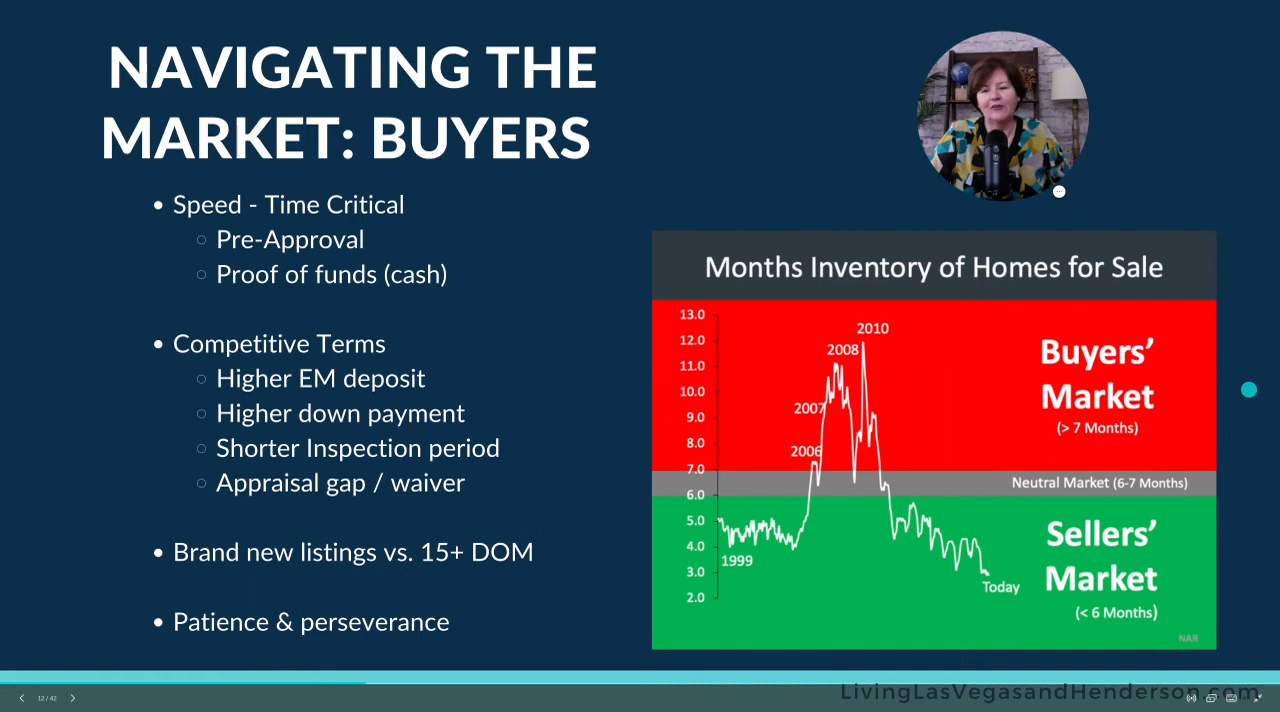 NAVIGATING THE
MARKET: BUYERS
Speed - Time Critical
Pre-Approval
Proof of funds (cash)
Competitive Terms
Higher EM deposit
Higher down payment
Shorter Inspection period
Appraisal gap / waiver
Brand new listings vs. 15+ DOM
Patience & perseverance
Months Inventory of Homes for Sale
13.0
12.0
11.0
10.0
9.0
8.0
7.0
6.0
5.0
4.0
3.0
2.0
1999
2006
2007
2008
2010
Today
Buyers’
Market
(> 7 Months)
Neutral Market (6-7 Months)
Sellers’
Market
(< 6 Months)
NAR
12 / 42
LivingLasVegasandHenderson.com